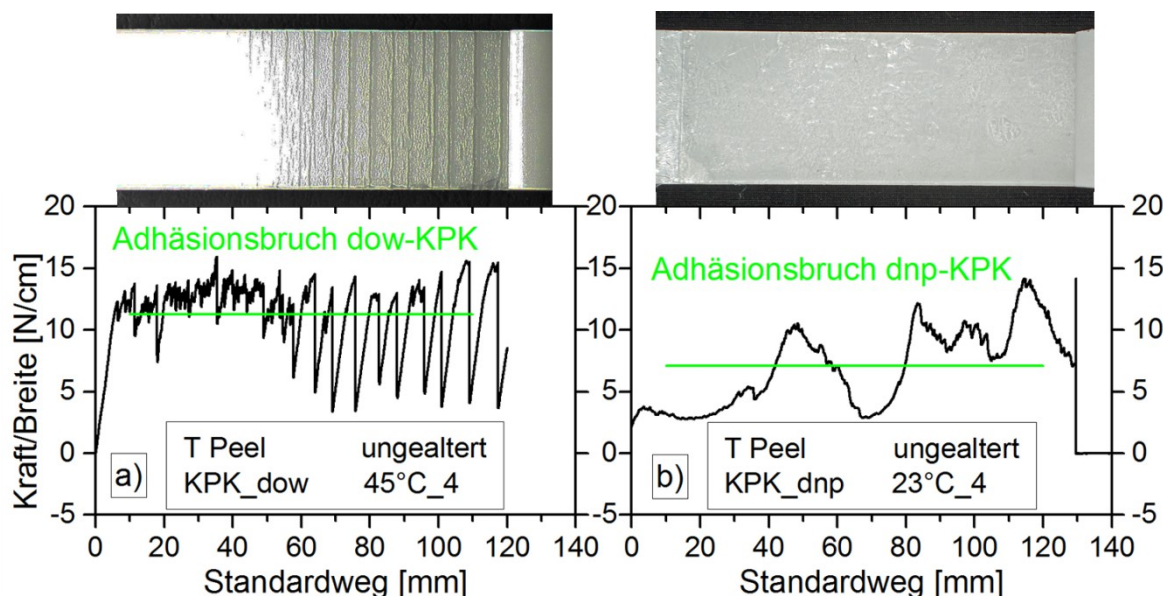 20
15
10
5
0
-5
Kraft/Breite [N/cm]
Adhäsionsbruch dow-KPK
T Peel ungealtert
KPK_dow 45°C_4
a)
0 20 40 60 80 100 120 140
Standardweg [mm]
20
15
10
5
0
-5
Adhäsionsbruch dnp-KPK
T Peel ungealtert
KPK_dnp 23°C_4
b)
0 20 40 60 80 100 120 140
Standardweg [mm]
20
15
10
5
0
-5